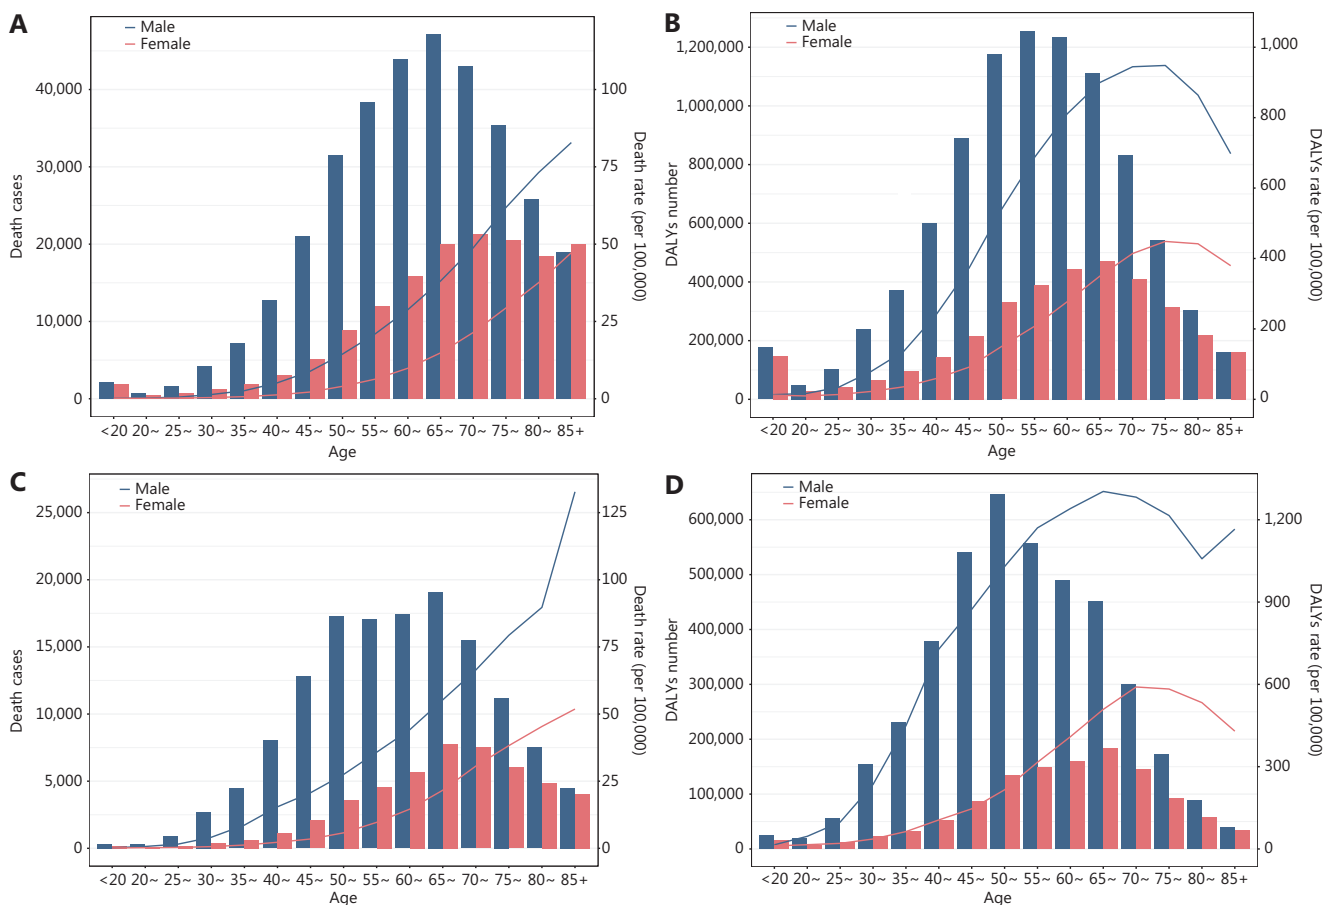 A
Male
Female
40,000
30,000
20,000
10,000
0
Death cases
100
75
50
25
0
Death rate (per 100,000)
<20 20~ 25~ 30~ 35~ 40~ 45~ 50~ 55~ 60~ 65~ 70~ 75~ 80~ 85+
Age
B
Male
Female
1,200,000
1,000,000
800,000
600,000
400,000
200,000
0
DALYs number
1,000
800
600
400
200
0
DALYs rate (per 100,000)
<20 20~ 25~ 30~ 35~ 40~ 45~ 50~ 55~ 60~ 65~ 70~ 75~ 80~ 85+
Age
C
Male
Female
25,000
20,000
15,000
10,000
5,000
0
Death cases
125
100
75
50
25
0
Death rate (per 100,000)
<20 20~ 25~ 30~ 35~ 40~ 45~ 50~ 55~ 60~ 65~ 70~ 75~ 80~ 85+
Age
D
Male
Female
600,000
500,000
400,000
300,000
200,000
100,000
0
DALYs number
1,200
900
600
300
0
DALYs rate (per 100,000)
<20 20~ 25~ 30~ 35~ 40~ 45~ 50~ 55~ 60~ 65~ 70~ 75~ 80~ 85+
Age